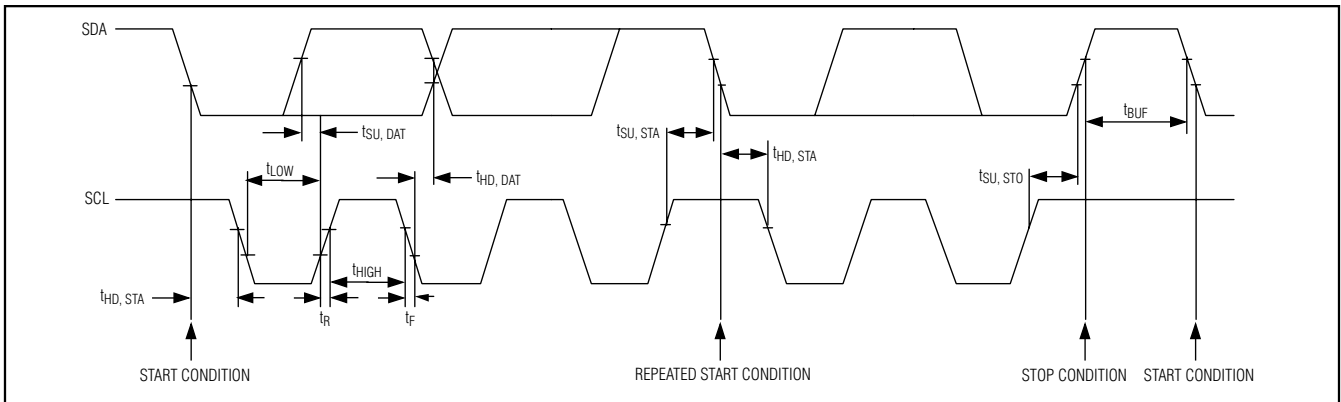 SDA
tSU, DAT
tSU, STA
tBUF
tLOW
tHD, DAT
tHD, STA
tSU, STO
SCL
tHIGH
tHD, STA
tR
tF
START CONDITION
REPEATED START CONDITION
STOP CONDITION
START CONDITION